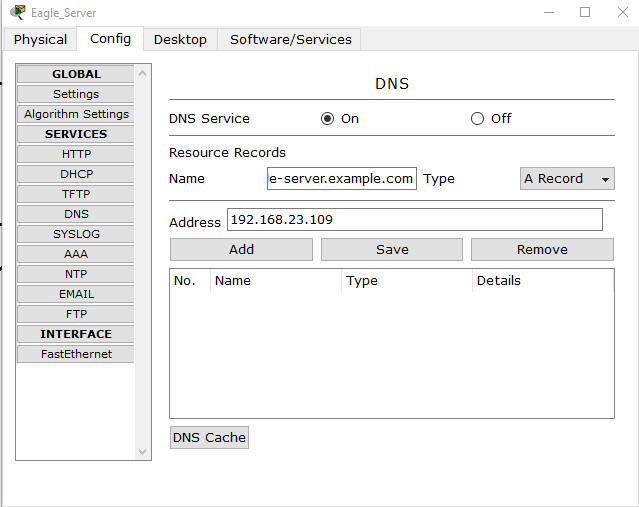 Eagle_Server
Physical Config Desktop Software/Services
GLOBAL
Settings
Algorithm Settings
SERVICES
HTTP
DHCP
TFTP
DNS
SYSLOG
AAA
NTP
EMAIL
FTP
INTERFACE
FastEthernet
DNS
DNS Service On Off
Resource Records
Name e-server.example.com Type A Record
Address 192.168.23.109
Add Save Remove
No. Name Type Details
DNS Cache